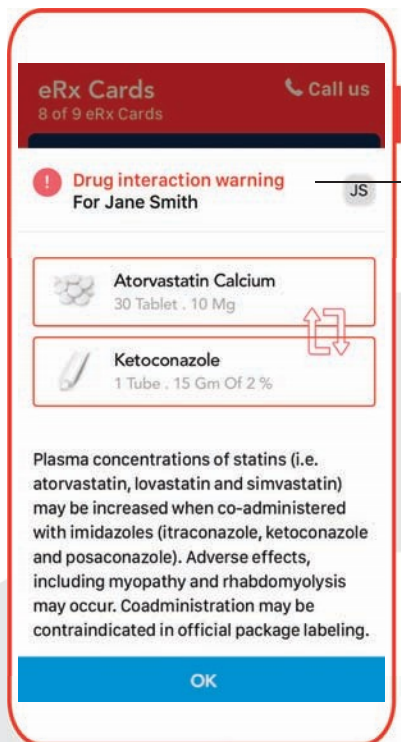 eRx Cards
Call us
8 of 9 eRx Cards
!
Drug interaction warning
For Jane Smith
JS
Atorvastatin Calcium
30 Tablet . 10 Mg
Ketoconazole
1 Tube . 15 Gm Of 2 %
Plasma concentrations of statins (i.e.
atorvastatin, lovastatin and simvastatin)
may be increased when co-administered
with imidazoles (itraconazole, ketoconazole
and posaconazole). Adverse effects,
including myopathy and rhabdomyolysis
may occur. Coadministration may be
contraindicated in official package labeling.
OK